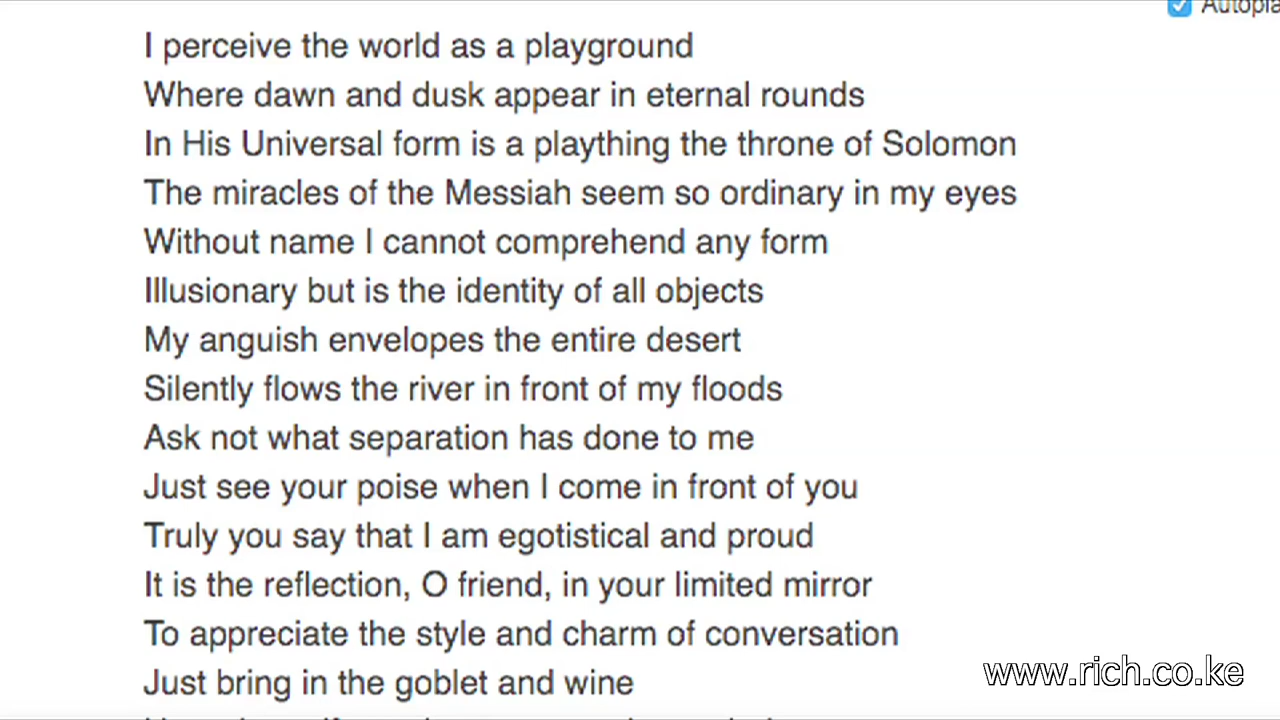 Autopla
I perceive the world as a playground
Where dawn and dusk appear in eternal rounds
In His Universal form is a plaything the throne of Solomon
The miracles of the Messiah seem so ordinary in my eyes
Without name I cannot comprehend any form
Illusionary but is the identity of all objects
My anguish envelopes the entire desert
Silently flows the river in front of my floods
Ask not what separation has done to me
Just see your poise when I come in front of you
Truly you say that I am egotistical and proud
It is the reflection, O friend, in your limited mirror
To appreciate the style and charm of conversation
Just bring in the goblet and wine
www.rich.co.ke